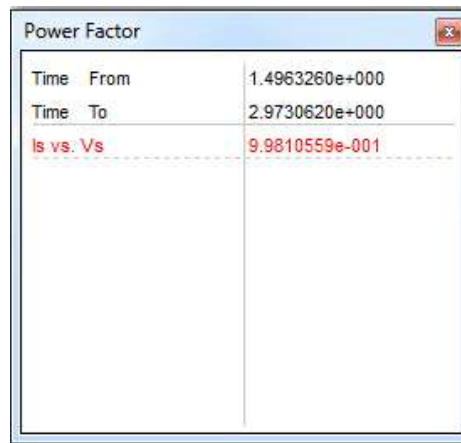 Power Factor
Time From 1.4963260e+000
Time To 2.9730620e+000
Is vs. Vs 9.9810559e-001